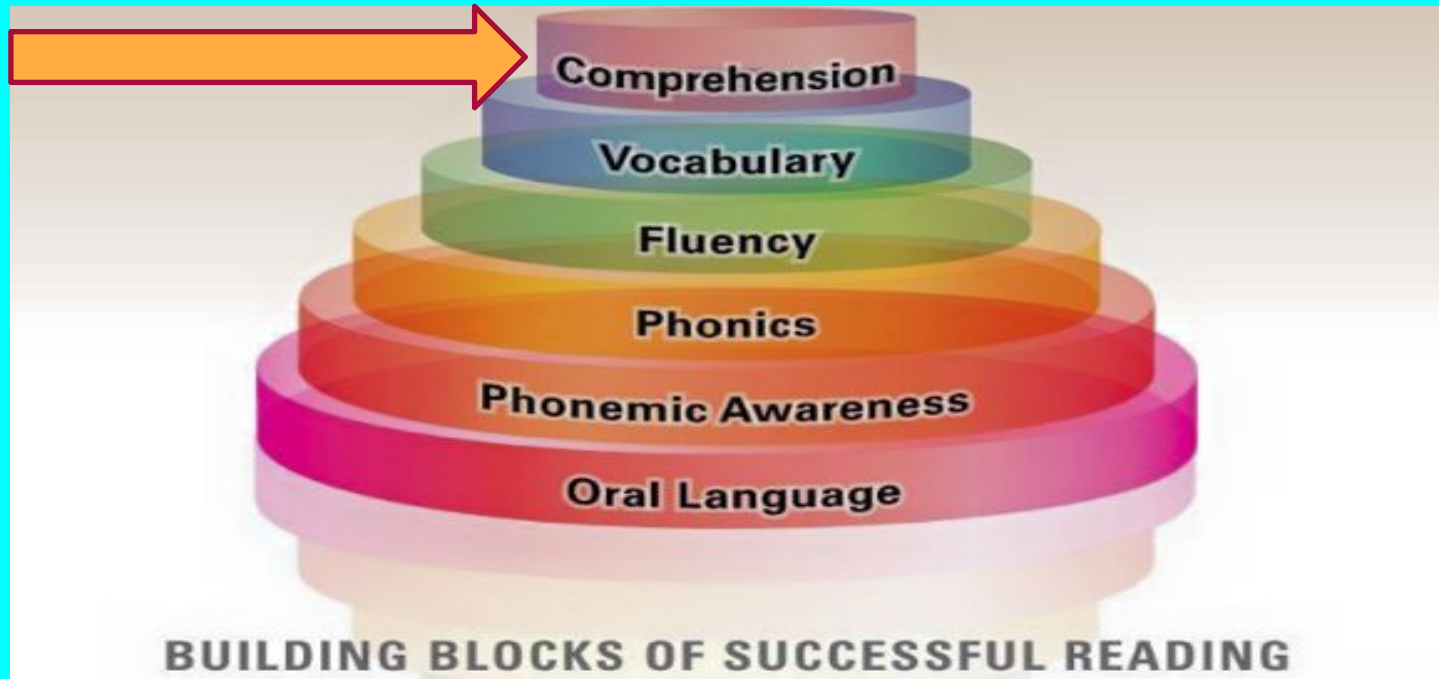 Comprehension
Vocabulary
Fluency
Phonics
Phonemic Awareness
Oral Language
BUILDING BLOCKS OF SUCCESSFUL READING